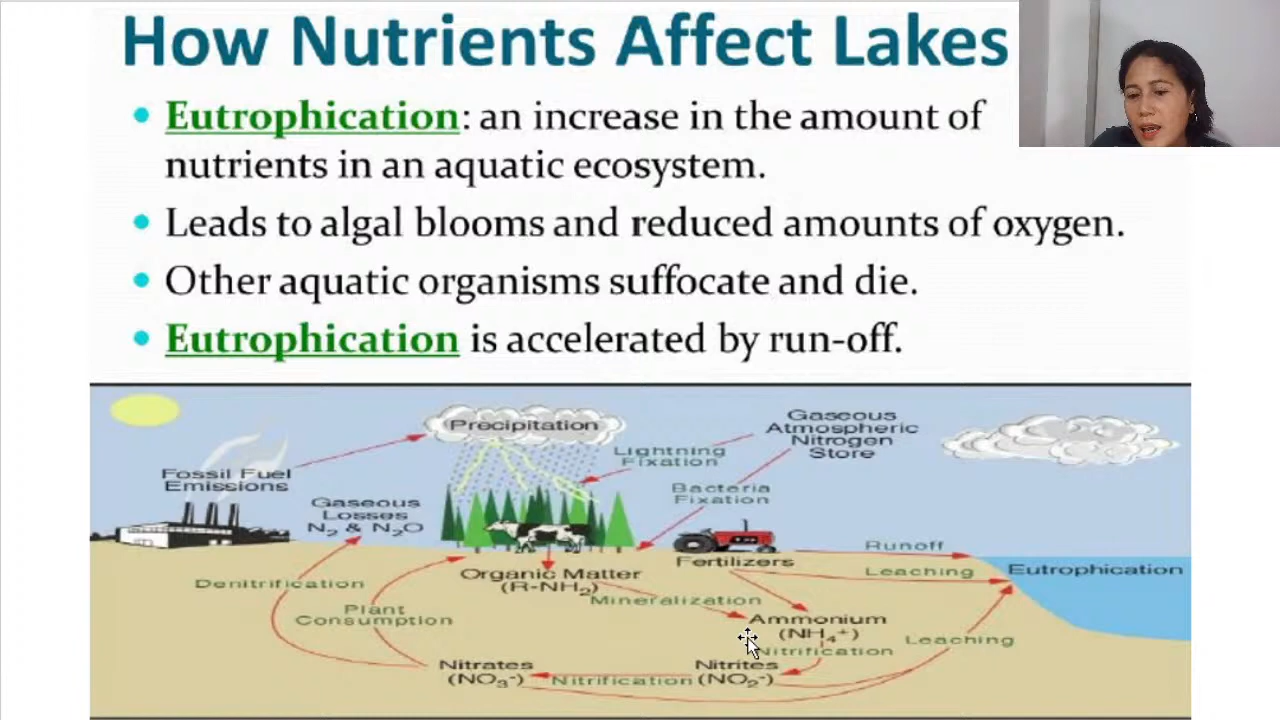 How Nutrients Affect Lakes
• Eutrophication: an increase in the amount of
nutrients in an aquatic ecosystem.
• Leads to algal blooms and reduced amounts of oxygen.
• Other aquatic organisms suffocate and die.
• Eutrophication is accelerated by run-off.
Precipitation
Gaseous
Atmospheric
Nitrogen
Store
Lightning
Fixation
Fossil Fuel
Emissions
Bacteria
Fixation
Gaseous
Losses
N₂ & N₂O
Runoff
Fertilizers
Leaching
Eutrophication
Organic Matter
(R-NH₂)
Denitrification
Mineralization
Plant
Consumption
Ammonium
(NH₄⁺)
Leaching
Nitrification
Nitrates
(NO₃⁻)
Nitrification
Nitrites
(NO₂⁻)